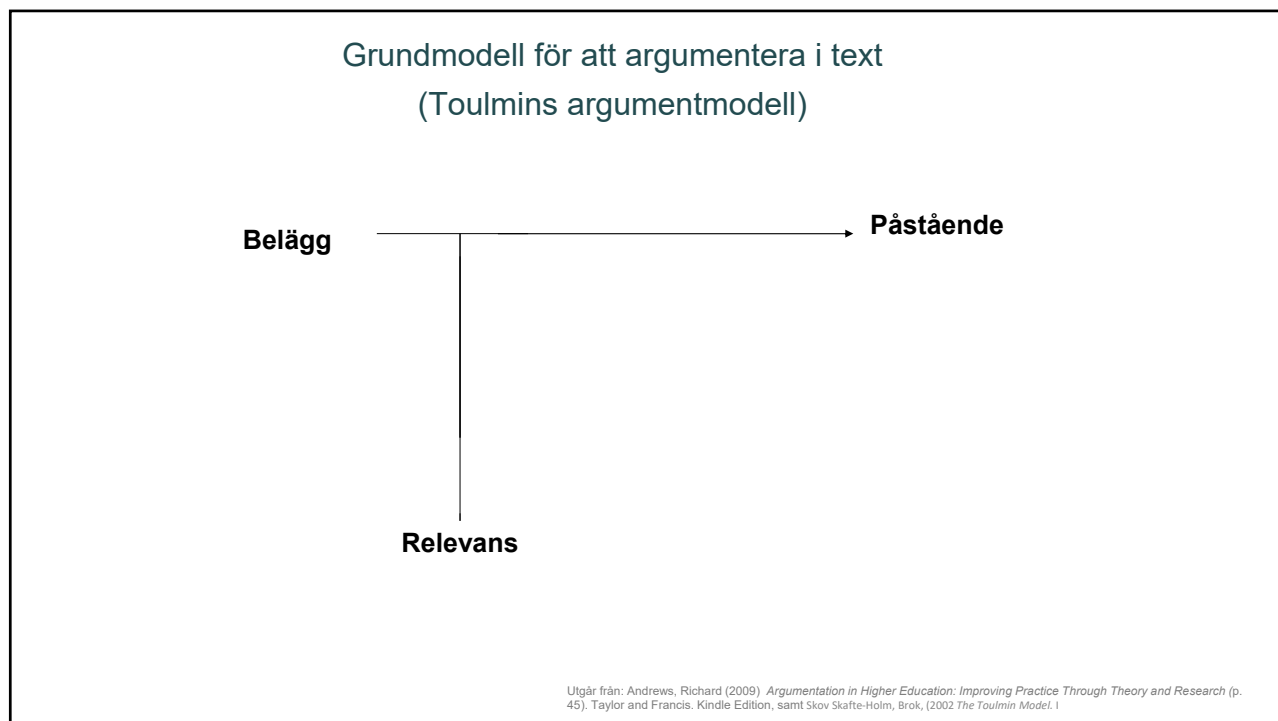 Grundmodell för att argumentera i text
(Toulmins argumentmodell)
Belägg
Påstående
Relevans
Utgår från: Andrews, Richard (2009) Argumentation in Higher Education: Improving Practice Through Theory and Research (p.
45). Taylor and Francis. Kindle Edition, samt Skov Skafte-Holm, Brok, (2002 The Toulmin Model. I